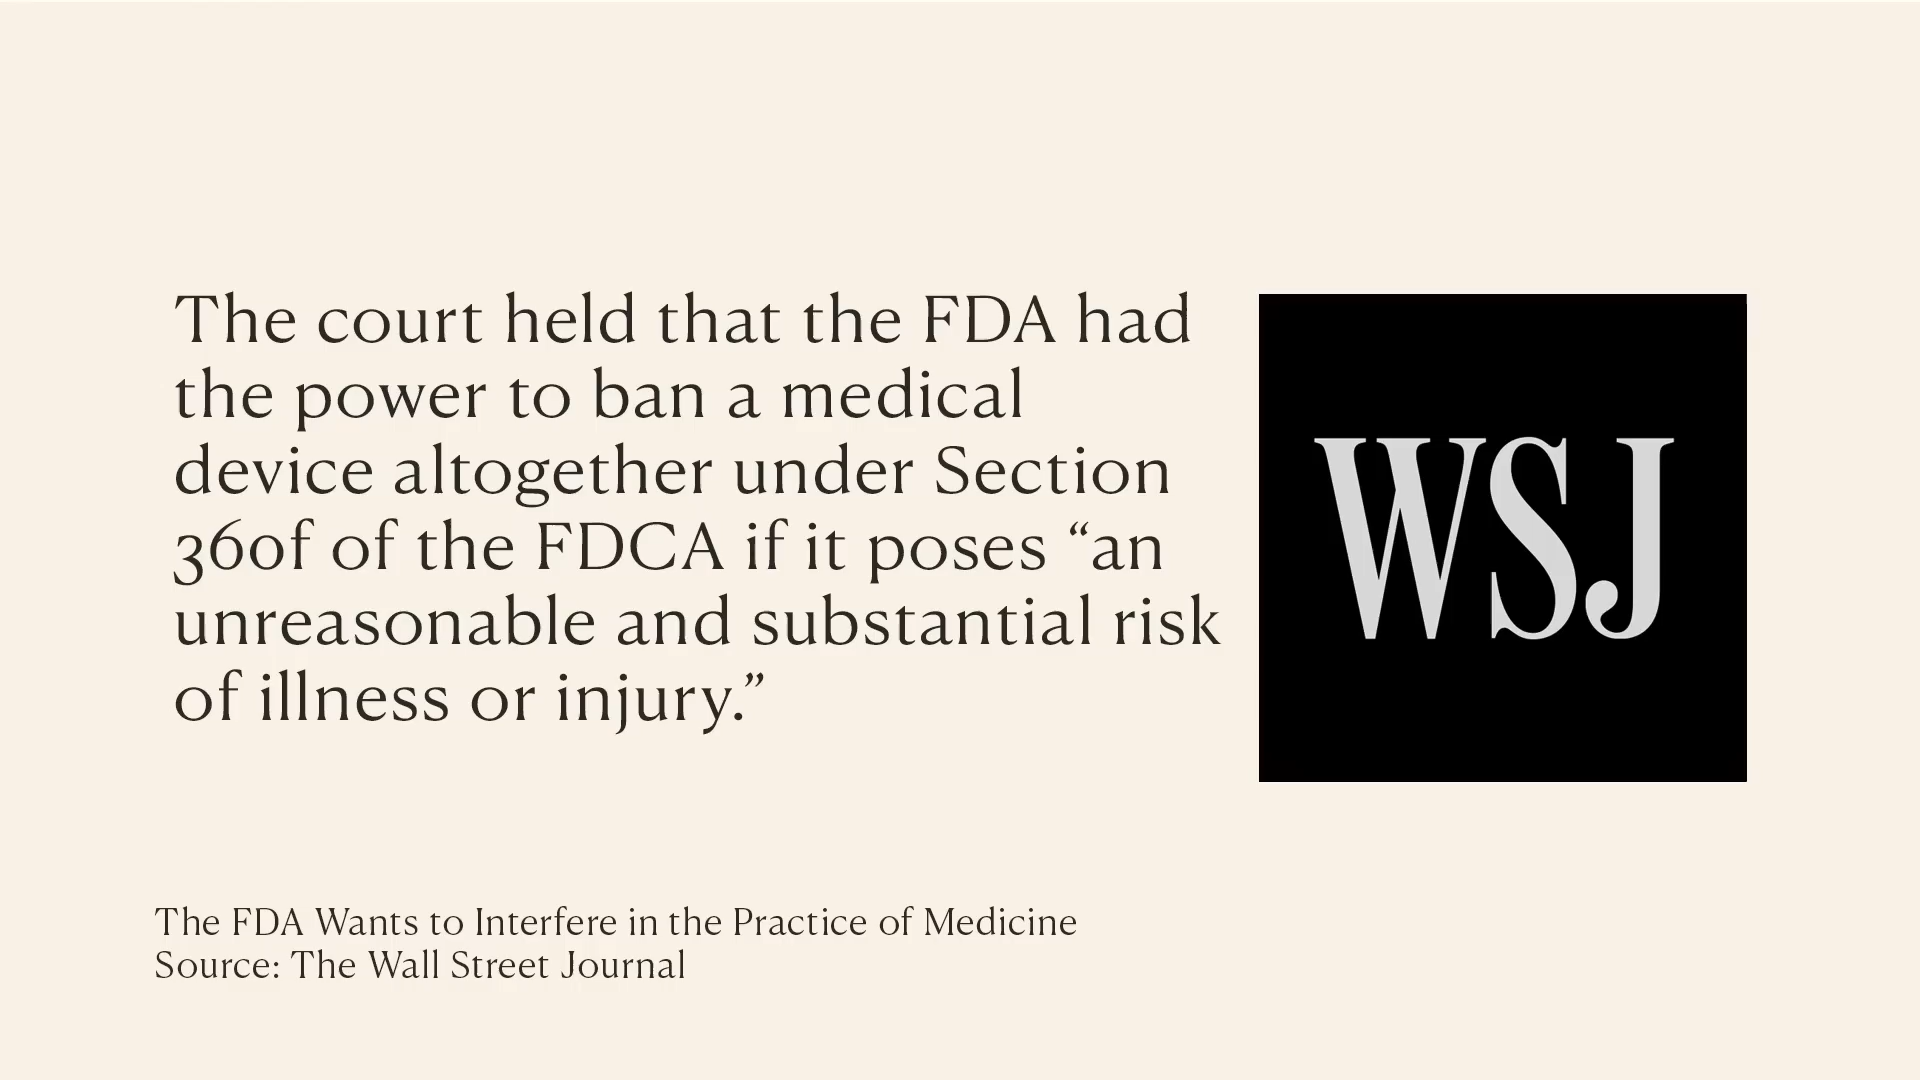 The court held that the FDA had
the power to ban a medical
device altogether under Section
360f of the FDCA if it poses “an
unreasonable and substantial risk
of illness or injury.”
WSJ
The FDA Wants to Interfere in the Practice of Medicine
Source: The Wall Street Journal